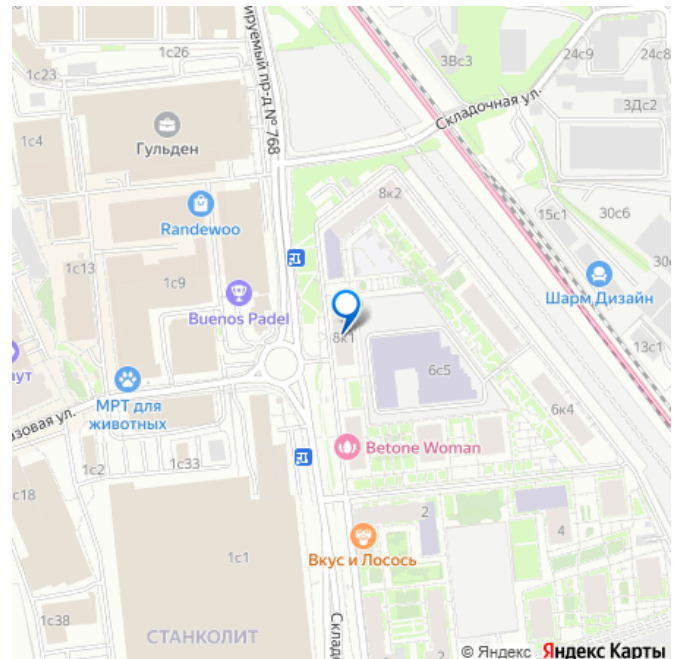 1с23
1с26
ируемый пр-д № 768
3Вс3
24с9
24с8
1с4
Гульден
Складочная ул.
3Дс2
8к2
Randewoo
15с1
30с6
1с13
1с9
Buenos Padel
Шарм Дизайн
8к1
13с1
6с5
МРТ для
животных
6к4
зовая ул.
Betone Woman
1с2
1с33
с18
2
4
1с1
Вкус и Лосось
1с38
СТАНКОЛИТ
Склад
2
© Яндекс Яндекс Карты